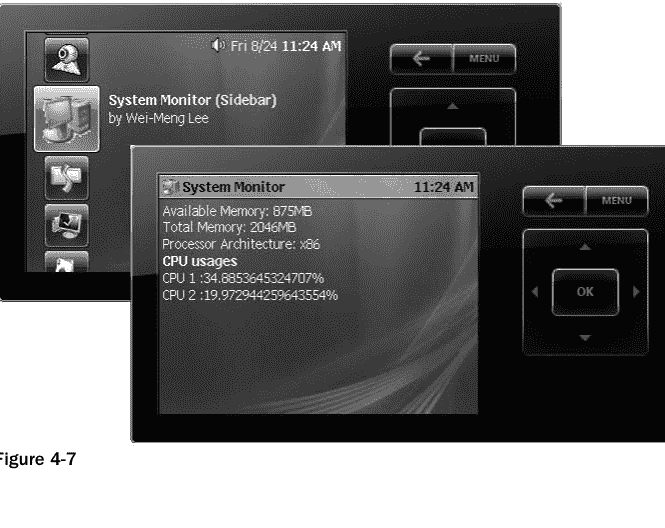 Fri 8/24 11:24 AM
MENU
System Monitor (Sidebar)
by Wei-Meng Lee
System Monitor 11:24 AM
MENU
Available Memory: 875MB
Total Memory: 2046MB
Processor Architecture: x86
CPU usages
CPU 1 :34.8853645324707%
CPU 2 :19.9729442596435​54%
OK
Figure 4-7